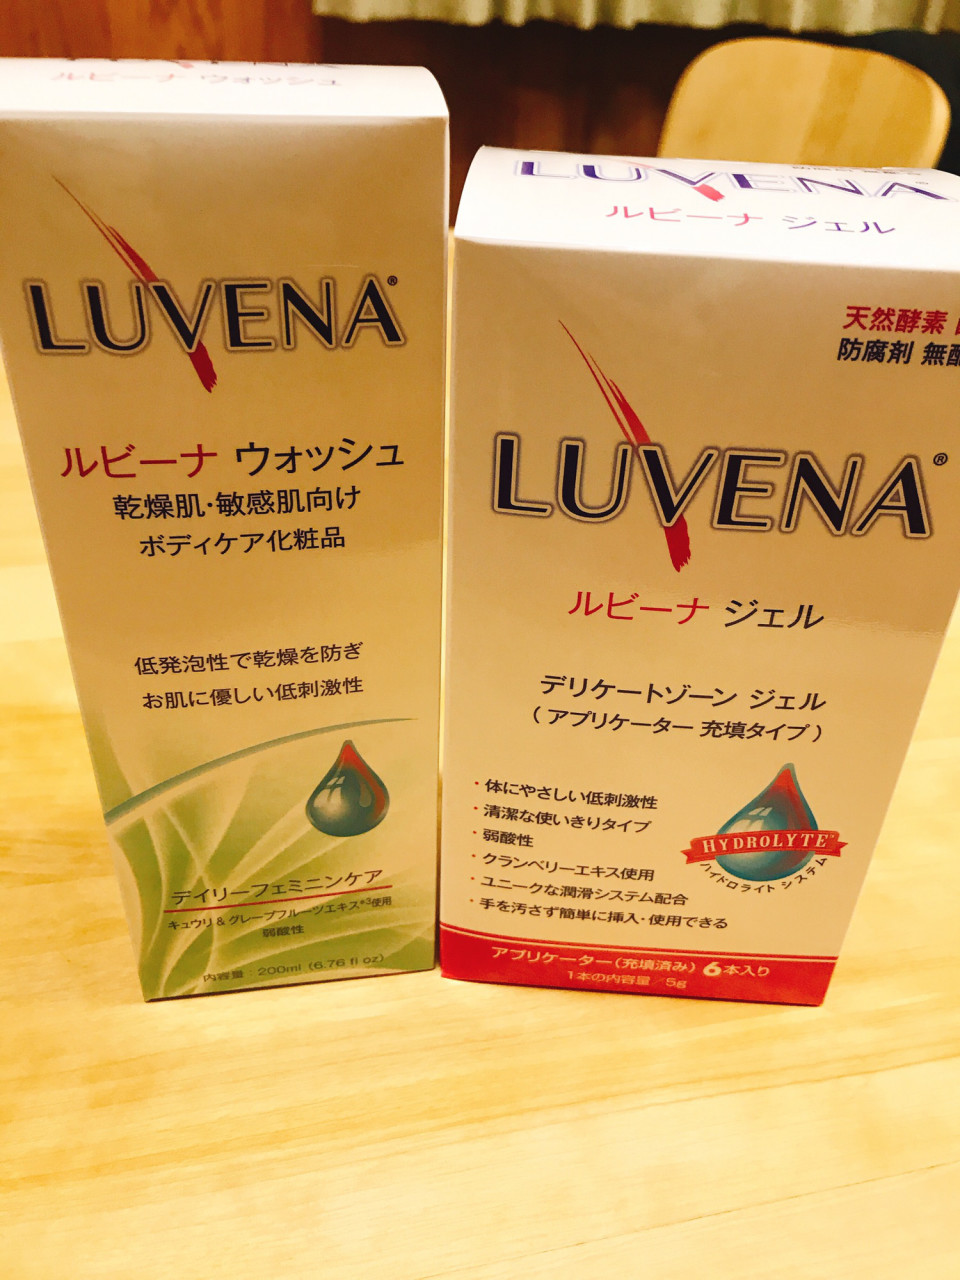 ルビーナ ウォッシュ
LUVENA®
ルビーナ ウォッシュ
乾燥肌・敏感肌向け
ボディケア化粧品
低発泡性で乾燥を防ぎ
お肌に優しい低刺激性
デイリーフェミニンケア
キュウリ & グレープフルーツエキス*3使用
弱酸性
内容量：200ml (6.76 fl oz)
LUVENA®
ルビーナ ジェル
天然酵素
防腐剤 無
LUVENA®
ルビーナ ジェル
デリケートゾーン ジェル
（ アプリケーター 充填タイプ ）
・体にやさしい低刺激性
・清潔な使いきりタイプ
・弱酸性
・クランベリーエキス使用
・ユニークな潤滑システム配合
・手を汚さず簡単に挿入・使用できる
HYDROLYTE™
ハイドロライト システム
アプリケーター（充填済み）6本入り
1本の内容量／5g